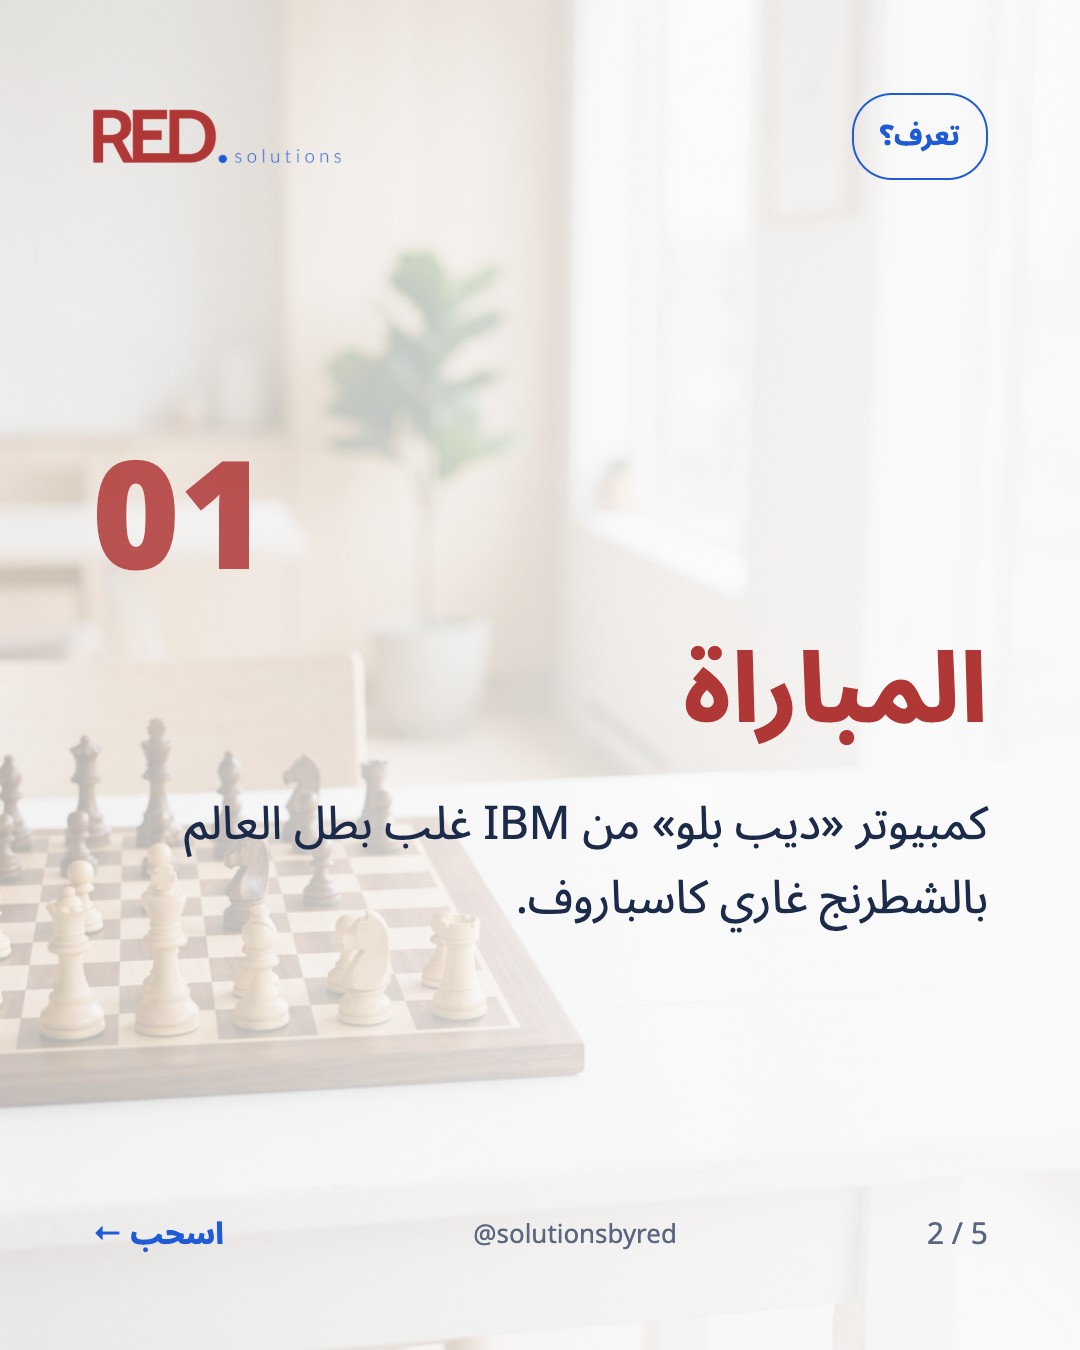 RED.solutions
تعرف؟
01
المباراة
كمبيوتر «ديب بلو» من IBM غلب بطل العالم
بالشطرنج غاري كاسباروف.
2 / 5
@solutionsbyred
اسحب ←